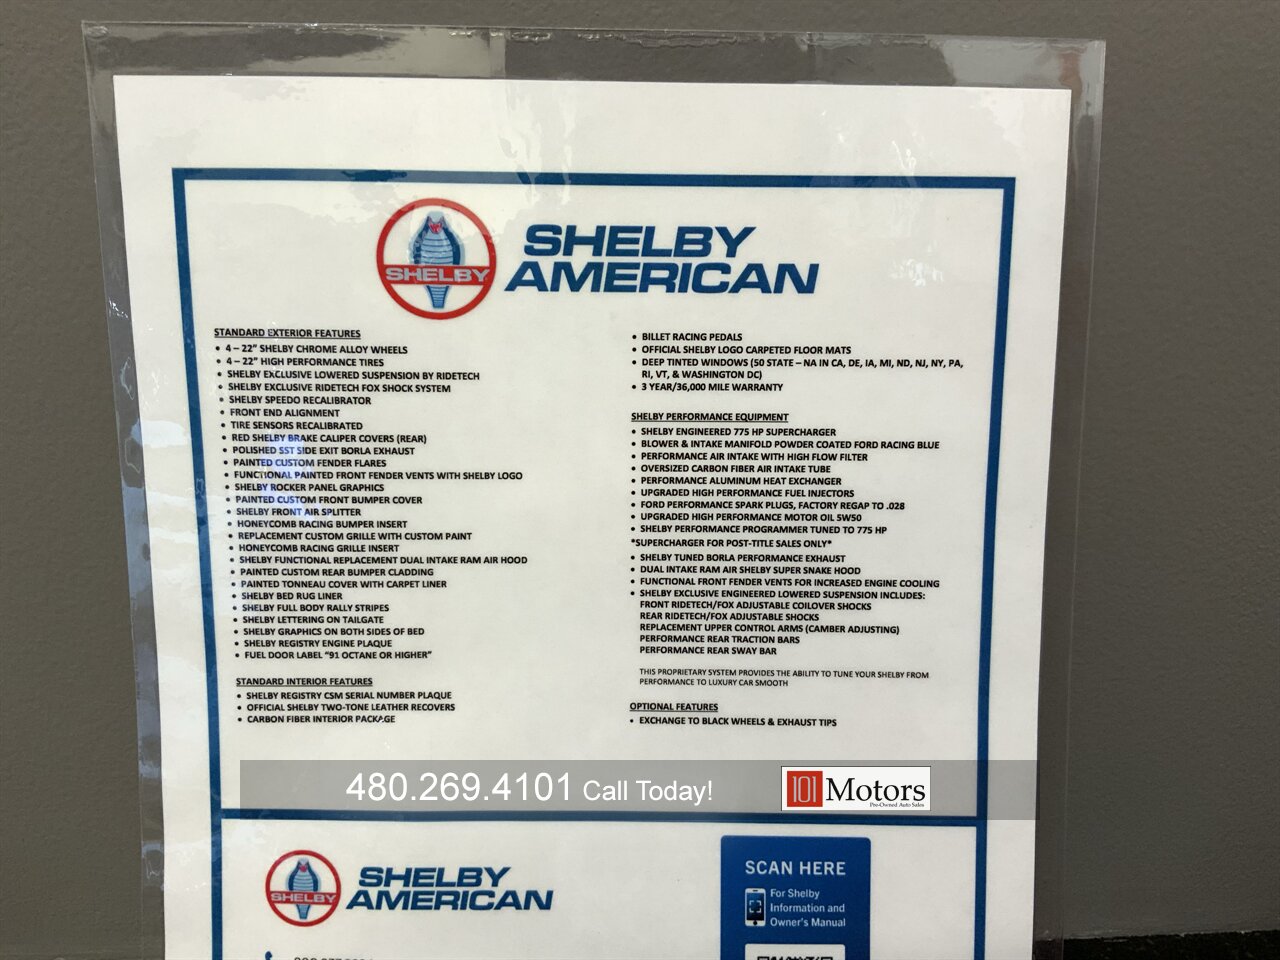 SHELBY
SHELBY
AMERICAN
STANDARD EXTERIOR FEATURES
• 4 – 22" SHELBY CHROME ALLOY WHEELS
• 4 – 22" HIGH PERFORMANCE TIRES
• SHELBY EXCLUSIVE LOWERED SUSPENSION BY RIDETECH
• SHELBY EXCLUSIVE RIDETECH FOX SHOCK SYSTEM
• SHELBY SPEEDO RECALIBRATOR
• FRONT END ALIGNMENT
• TIRE SENSORS RECALIBRATED
• RED SHELBY BRAKE CALIPER COVERS (REAR)
• POLISHED SST SIDE EXIT BORLA EXHAUST
• PAINTED CUSTOM FENDER FLARES
• FUNCTIONAL PAINTED FRONT FENDER VENTS WITH SHELBY LOGO
• SHELBY ROCKER PANEL GRAPHICS
• PAINTED CUSTOM FRONT BUMPER COVER
• SHELBY FRONT AIR SPLITTER
• HONEYCOMB RACING BUMPER INSERT
• REPLACEMENT CUSTOM GRILLE WITH CUSTOM PAINT
• HONEYCOMB RACING GRILLE INSERT
• SHELBY FUNCTIONAL REPLACEMENT DUAL INTAKE RAM AIR HOOD
• PAINTED CUSTOM REAR BUMPER CLADDING
• PAINTED TONNEAU COVER WITH CARPET LINER
• SHELBY BED RUG LINER
• SHELBY FULL BODY RALLY STRIPES
• SHELBY LETTERING ON TAILGATE
• SHELBY GRAPHICS ON BOTH SIDES OF BED
• SHELBY REGISTRY ENGINE PLAQUE
• FUEL DOOR LABEL "91 OCTANE OR HIGHER"
STANDARD INTERIOR FEATURES
• SHELBY REGISTRY CSM SERIAL NUMBER PLAQUE
• OFFICIAL SHELBY TWO-TONE LEATHER RECOVERS
• CARBON FIBER INTERIOR PACKAGE
• BILLET RACING PEDALS
• OFFICIAL SHELBY LOGO CARPETED FLOOR MATS
• DEEP TINTED WINDOWS (50 STATE – NA IN CA, DE, IA, MI, ND, NJ, NY, PA,
RI, VT, & WASHINGTON DC)
• 3 YEAR/36,000 MILE WARRANTY
SHELBY PERFORMANCE EQUIPMENT
• SHELBY ENGINEERED 775 HP SUPERCHARGER
• BLOWER & INTAKE MANIFOLD POWDER COATED FORD RACING BLUE
• PERFORMANCE AIR INTAKE WITH HIGH FLOW FILTER
• OVERSIZED CARBON FIBER AIR INTAKE TUBE
• PERFORMANCE ALUMINUM HEAT EXCHANGER
• UPGRADED HIGH PERFORMANCE FUEL INJECTORS
• FORD PERFORMANCE SPARK PLUGS, FACTORY REGAP TO .028
• UPGRADED HIGH PERFORMANCE MOTOR OIL 5W50
• SHELBY PERFORMANCE PROGRAMMER TUNED TO 775 HP
*SUPERCHARGER FOR POST-TITLE SALES ONLY*
• SHELBY TUNED BORLA PERFORMANCE EXHAUST
• DUAL INTAKE RAM AIR SHELBY SUPER SNAKE HOOD
• FUNCTIONAL FRONT FENDER VENTS FOR INCREASED ENGINE COOLING
• SHELBY EXCLUSIVE ENGINEERED LOWERED SUSPENSION INCLUDES:
FRONT RIDETECH/FOX ADJUSTABLE COILOVER SHOCKS
REAR RIDETECH/FOX ADJUSTABLE SHOCKS
REPLACEMENT UPPER CONTROL ARMS (CAMBER ADJUSTING)
PERFORMANCE REAR TRACTION BARS
PERFORMANCE REAR SWAY BAR
THIS PROPRIETARY SYSTEM PROVIDES THE ABILITY TO TUNE YOUR SHELBY FROM
PERFORMANCE TO LUXURY CAR SMOOTH
OPTIONAL FEATURES
• EXCHANGE TO BLACK WHEELS & EXHAUST TIPS
480.269.4101 Call Today!
101 Motors
Pre-Owned Auto Sales
SHELBY
SHELBY
AMERICAN
SCAN HERE
For Shelby
Information and
Owner's Manual